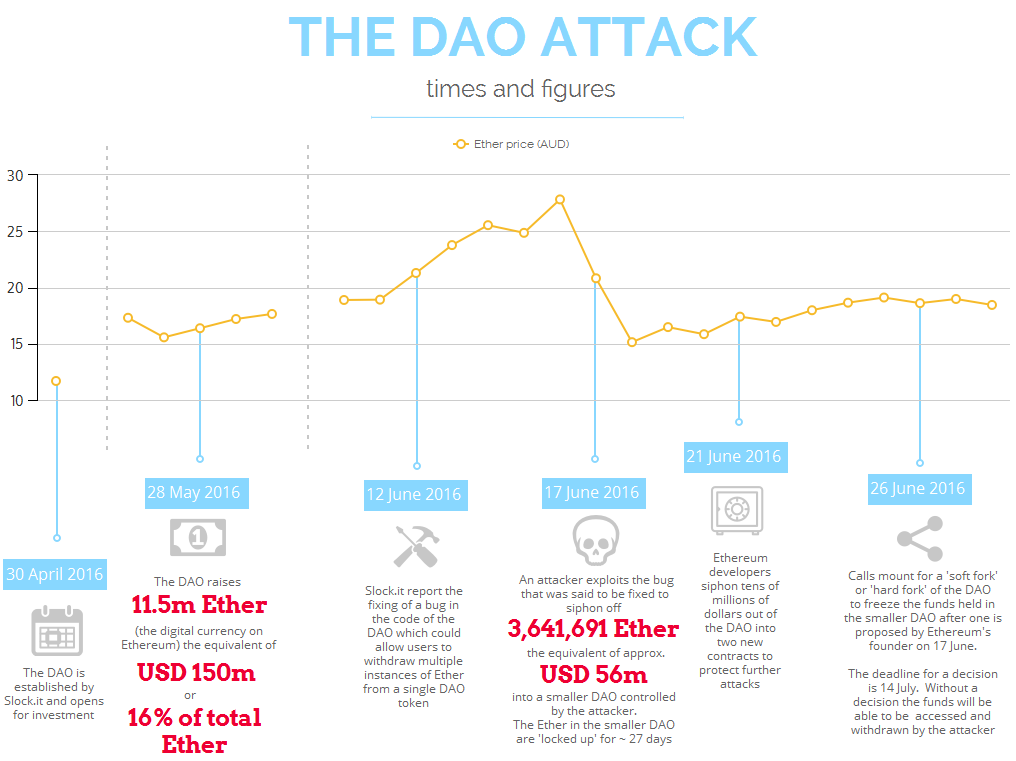 THE DAO ATTACK
times and figures
Ether price (AUD)
30
25
20
15
10
30 April 2016
The DAO is
established by
Slock.it and opens
for investment
28 May 2016
1
The DAO raises
11.5m Ether
(the digital currency on
Ethereum) the equivalent of
USD 150m
or
16% of total
Ether
12 June 2016
Slock.it report the
fixing of a bug in
the code of the
DAO which could
allow users to
withdraw multiple
instances of Ether
from a single DAO
token
17 June 2016
An attacker exploits the bug
that was said to be fixed to
siphon off
3,641,691 Ether
the equivalent of approx.
USD 56m
into a smaller DAO controlled
by the attacker.
The Ether in the smaller DAO
are 'locked up' for ~ 27 days
21 June 2016
Ethereum
developers
siphon tens of
millions of
dollars out of
the DAO into
two new
contracts to
protect further
attacks
26 June 2016
Calls mount for a 'soft fork'
or 'hard fork' of the DAO
to freeze the funds held in
the smaller DAO after one is
proposed by Ethereum's
founder on 17 June.
The deadline for a decision
is 14 July. Without a
decision the funds will be
able to be accessed and
withdrawn by the attacker